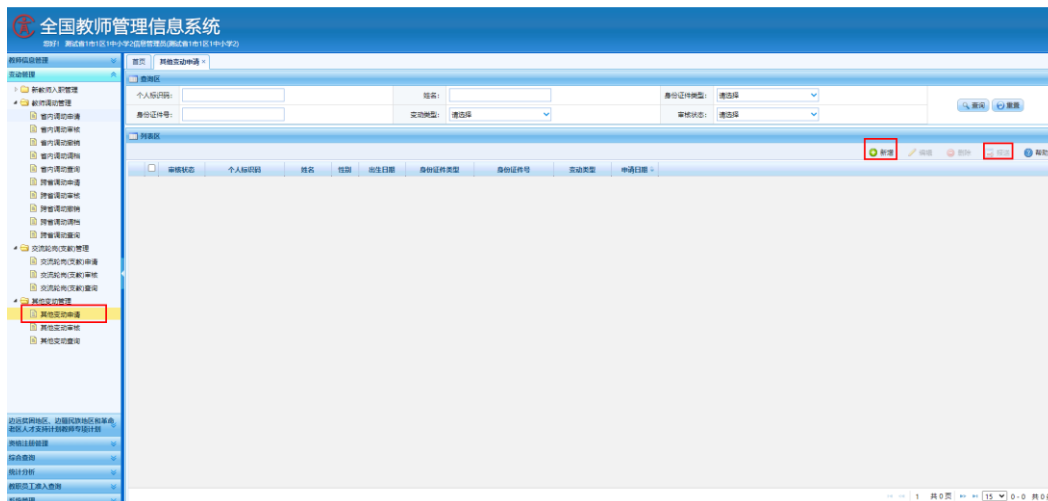 全国教师管理信息系统
您好! 测试省1市1区1中小学2信息管理员(测试省1市1区1中小学2)
教师信息管理
首页 其他变动申请 ×
变动管理
查询区
新教师入职管理
个人标识码: 姓名: 身份证件类型: 请选择
教师调动管理
查询 重置
省内调动申请
身份证件号: 变动类型: 请选择 审核状态: 请选择
省内调动审核
列表区
省内调动撤销
新增 编辑 删除 报送 帮助
省内调动调档
审核状态 个人标识码 姓名 性别 出生日期 身份证件类型 身份证件号 变动类型 申请日期
省内调动查询
跨省调动申请
跨省调动审核
跨省调动撤销
跨省调动调档
跨省调动查询
交流轮岗(支教)管理
交流轮岗(支教)申请
交流轮岗(支教)审核
交流轮岗(支教)查询
其他变动管理
其他变动申请
其他变动审核
其他变动查询
边远贫困地区、边疆民族地区和革命
老区人才支持计划教师专项计划
资格注册管理
综合查询
统计分析
教职员工准入查询
系统管理
1 共0页 15 0 - 0 共0